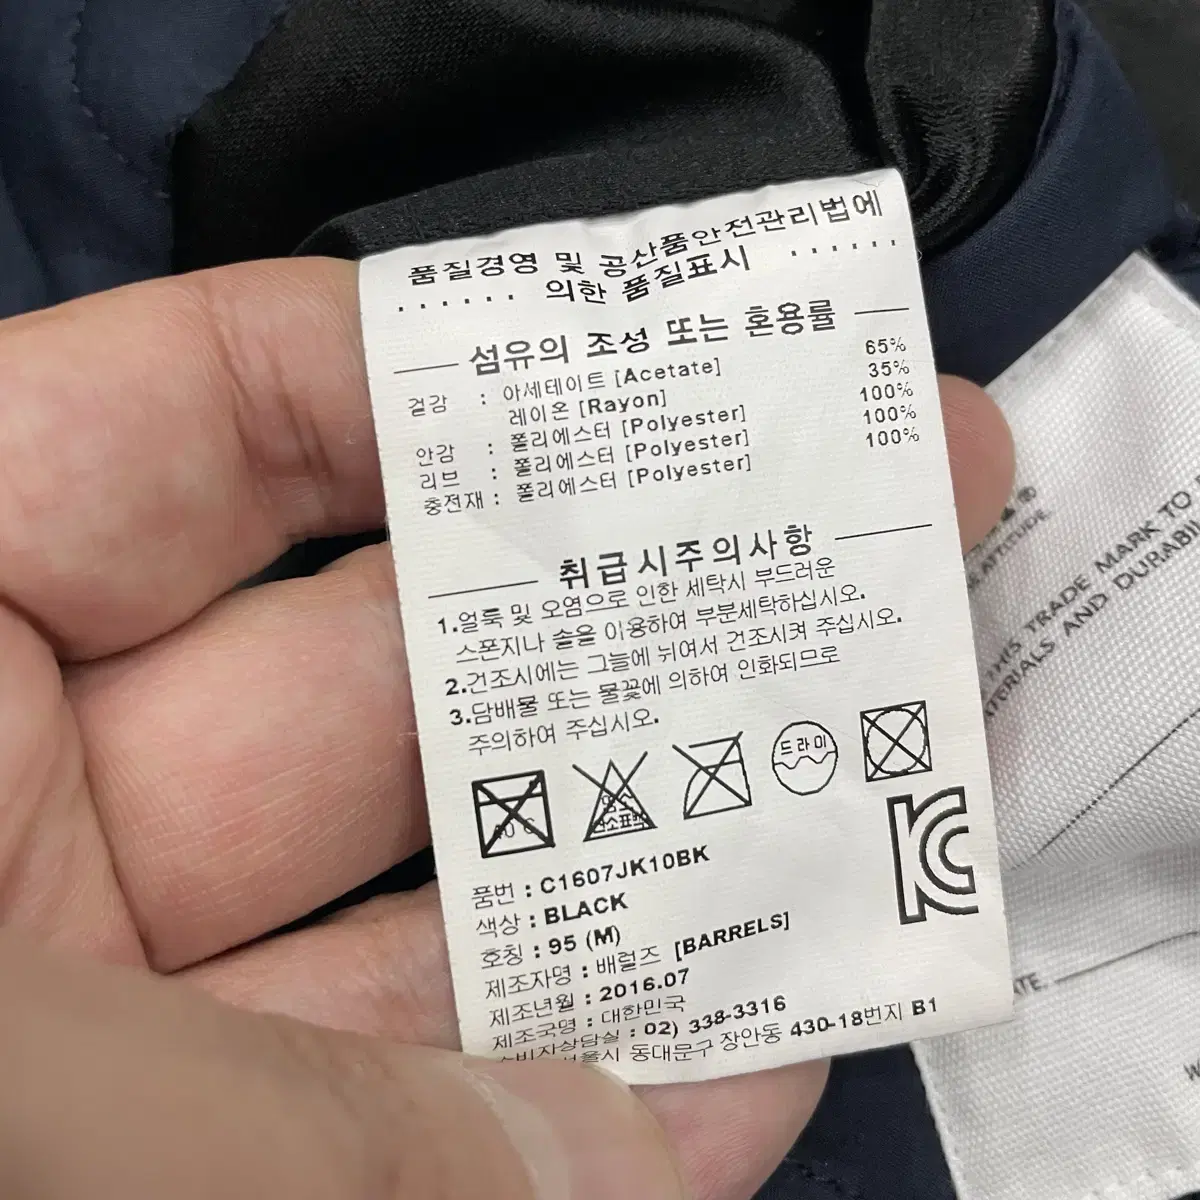 품질경영 및 공산품안전관리법에
...... 의한 품질표시 ......
섬유의 조성 또는 혼용률
겉감 : 아세테이트 [Acetate] 65%
레이온 [Rayon] 35%
안감 : 폴리에스터 [Polyester] 100%
리브 : 폴리에스터 [Polyester] 100%
충전재 : 폴리에스터 [Polyester] 100%
취급시주의사항
1.얼룩 및 오염으로 인한 세탁시 부드러운
스폰지나 솔을 이용하여 부분세탁하십시오.
2.건조시에는 그늘에 뉘여서 건조시켜 주십시오.
3.담배불 또는 불꽃에 의하여 인화되므로
주의하여 주십시오.
드라이
품번 : C1607JK10BK
색상 : BLACK
호칭 : 95 (M)
제조자명 : 배럴즈 [BARRELS]
제조년월 : 2016.07
제조국명 : 대한민국
소비자상담실 : 02) 338-3316
서울시 동대문구 장안동 430-18번지 B1
KC
ATTITUDE
THIS TRADE MARK TO
MATERIALS AND